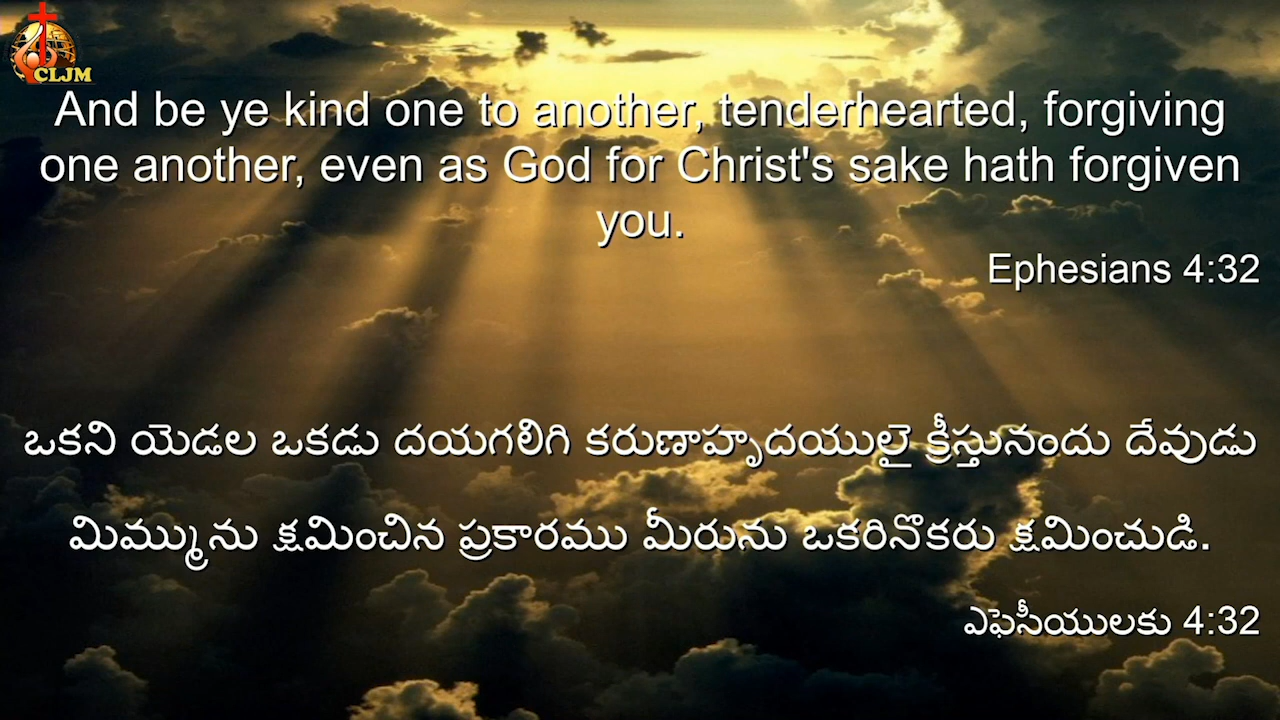 CLJM
And be ye kind one to another, tenderhearted, forgiving
one another, even as God for Christ's sake hath forgiven
you.
Ephesians 4:32
ఒకని యెడల ఒకడు దయగలిగి కరుణాహృదయులై క్రీస్తునందు దేవుడు
మిమ్మును క్షమించిన ప్రకారము మీరును ఒకరినొకరు క్షమించుడి.
ఎఫెసీయులకు 4:32